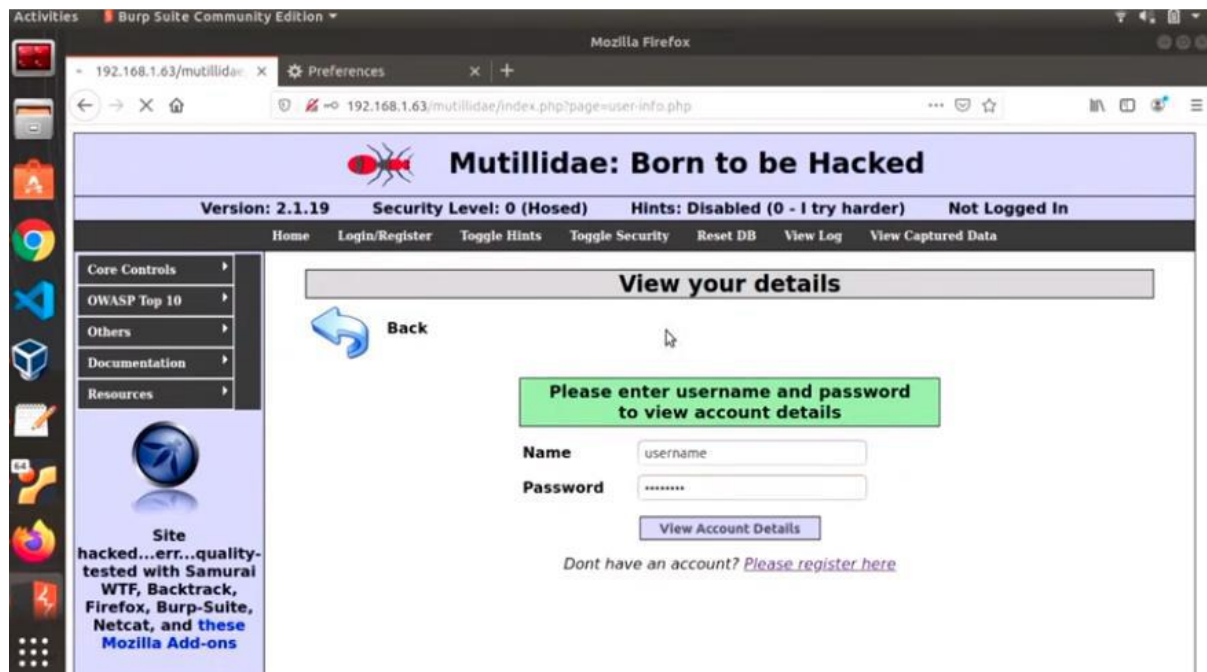 Activities Burp Suite Community Edition
Mozilla Firefox
192.168.1.63/mutillidae Preferences
192.168.1.63/mutillidae/index.php?page=user-info.php
Mutillidae: Born to be Hacked
Version: 2.1.19 Security Level: 0 (Hosed) Hints: Disabled (0 - I try harder) Not Logged In
Home Login/Register Toggle Hints Toggle Security Reset DB View Log View Captured Data
Core Controls
OWASP Top 10
Others
Documentation
Resources
View your details
Back
Please enter username and password
to view account details
Name username
Password ••••••••
View Account Details
Dont have an account? Please register here
Site
hacked...err...quality-
tested with Samurai
WTF, Backtrack,
Firefox, Burp-Suite,
Netcat, and these
Mozilla Add-ons
64